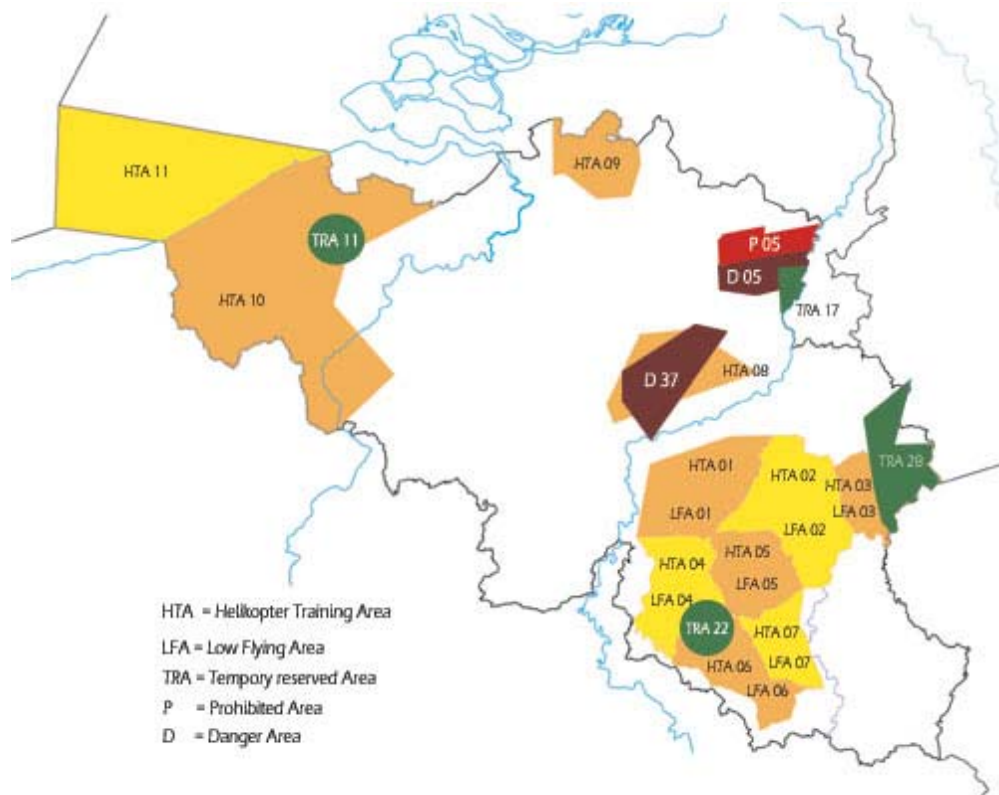 HTA 11
HTA 09
TRA 11
P 05
D 05
HTA 10
TRA 17
HTA 08
D 37
HTA 01
HTA 02
TRA 28
HTA 03
LFA 01
LFA 03
LFA 02
HTA 05
HTA 04
LFA 05
LFA 04
TRA 22
HTA 07
HTA 06
LFA 07
LFA 06
HTA = Helikopter Training Area
LFA = Low Flying Area
TRA = Tempory reserved Area
P = Prohibited Area
D = Danger Area